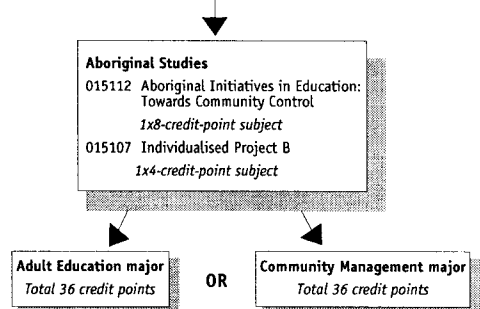 Aboriginal Studies
015112 Aboriginal Initiatives in Education:
Towards Community Control
1x8-credit-point subject
015107 Individualised Project B
1x4-credit-point subject
Adult Education major
Total 36 credit points
OR
Community Management major
Total 36 credit points